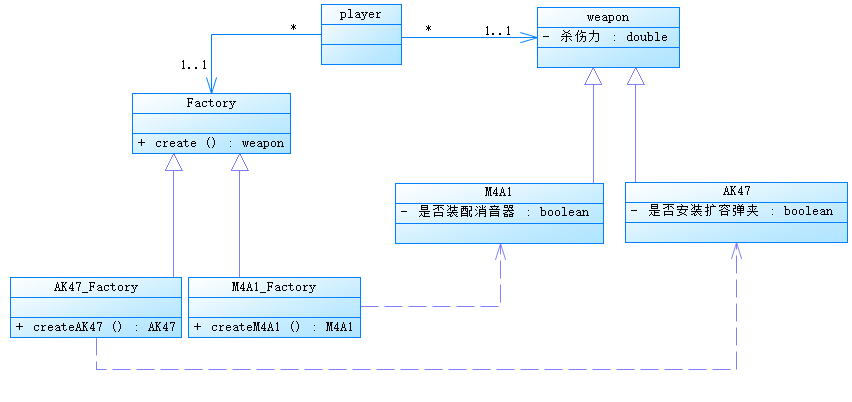 player
weapon
- 杀伤力 : double
*
*
1..1
1..1
Factory
+ create () : weapon
M4A1
- 是否装配消音器 : boolean
AK47
- 是否安装扩容弹夹 : boolean
AK47_Factory
+ createAK47 () : AK47
M4A1_Factory
+ createM4A1 () : M4A1